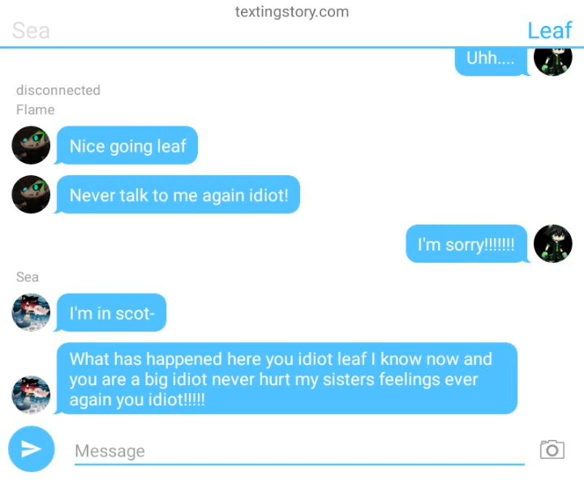 textingstory.com
Sea
Leaf
Uhh....
disconnected
Flame
Nice going leaf
Never talk to me again idiot!
I'm sorry!!!!!!!
Sea
I'm in scot-
What has happened here you idiot leaf I know now and
you are a big idiot never hurt my sisters feelings ever
again you idiot!!!!!
Message